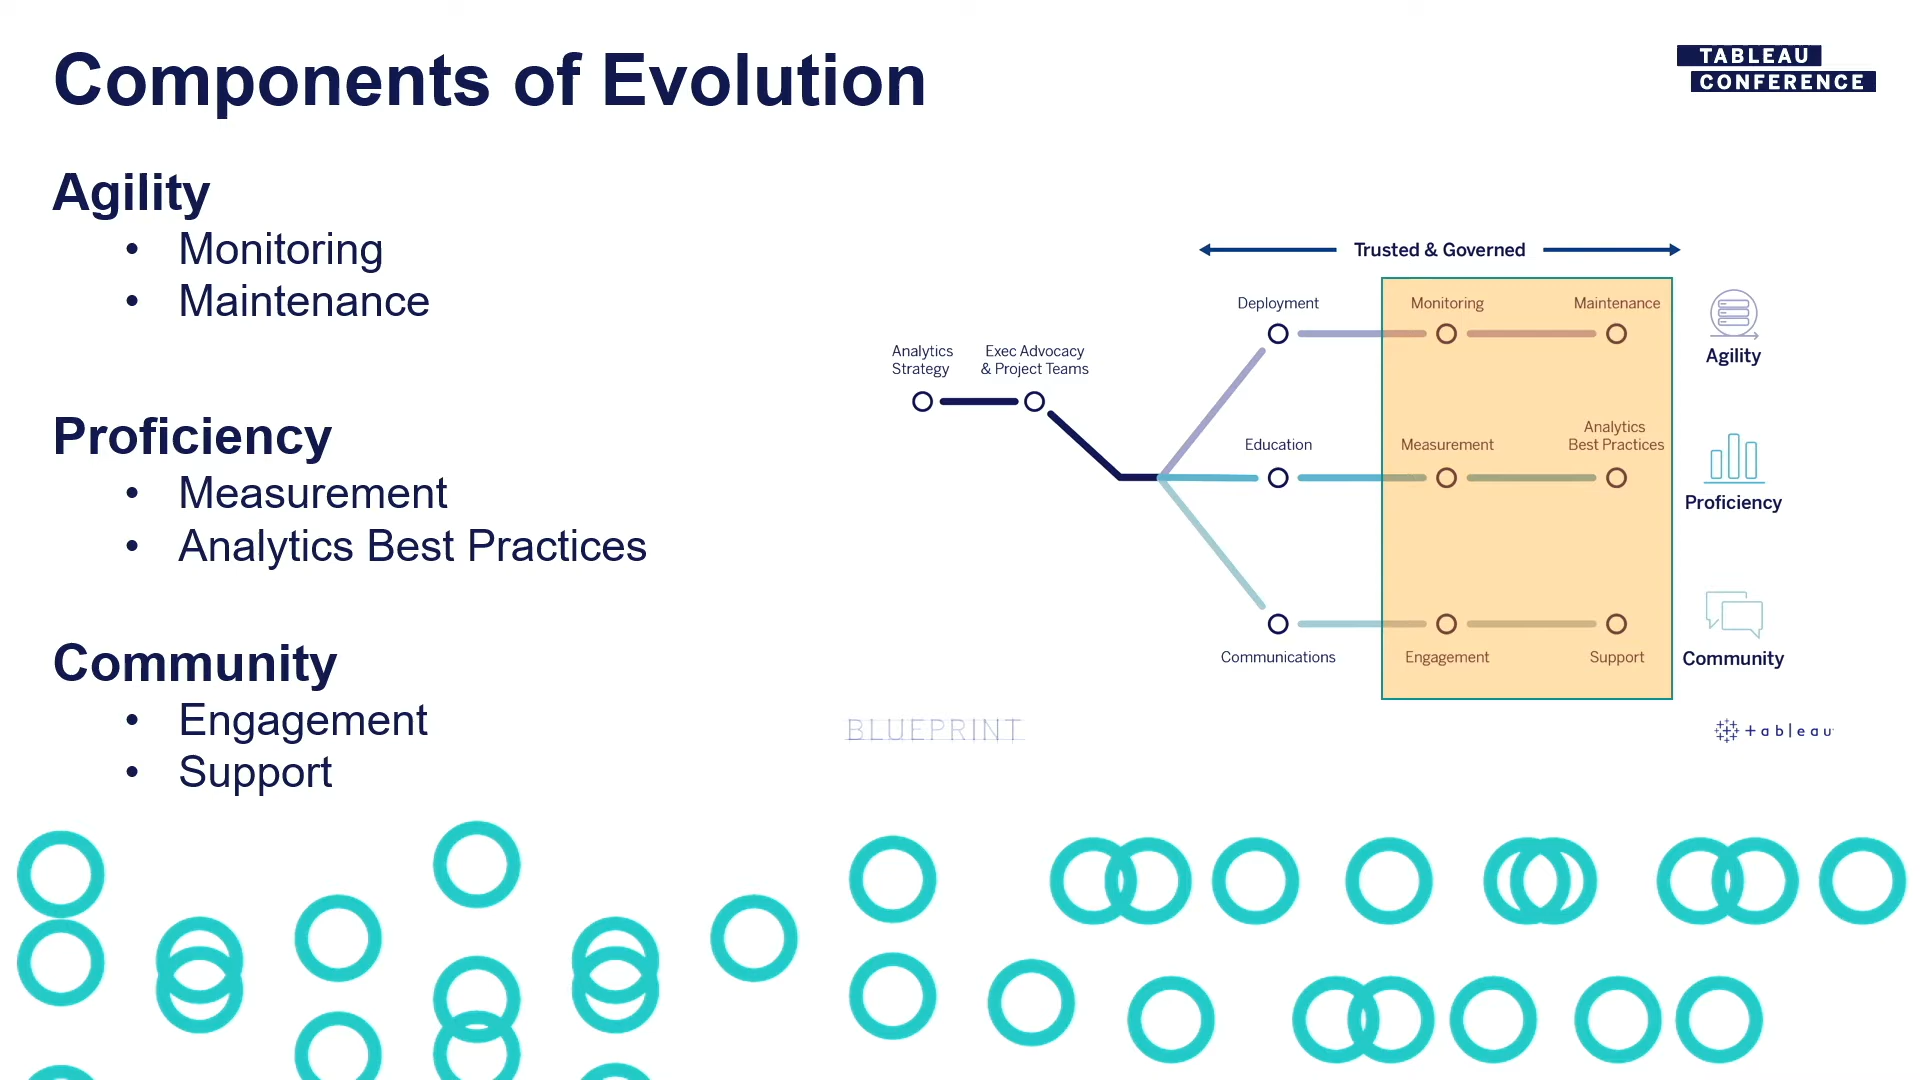 Components of Evolution
TABLEAU
CONFERENCE
Agility
• Monitoring
• Maintenance
Proficiency
• Measurement
• Analytics Best Practices
Community
• Engagement
• Support
Trusted & Governed
Deployment
Monitoring
Maintenance
Agility
Analytics
Strategy
Exec Advocacy
& Project Teams
Education
Measurement
Analytics
Best Practices
Proficiency
Communications
Engagement
Support
Community
BLUEPRINT
+ableau